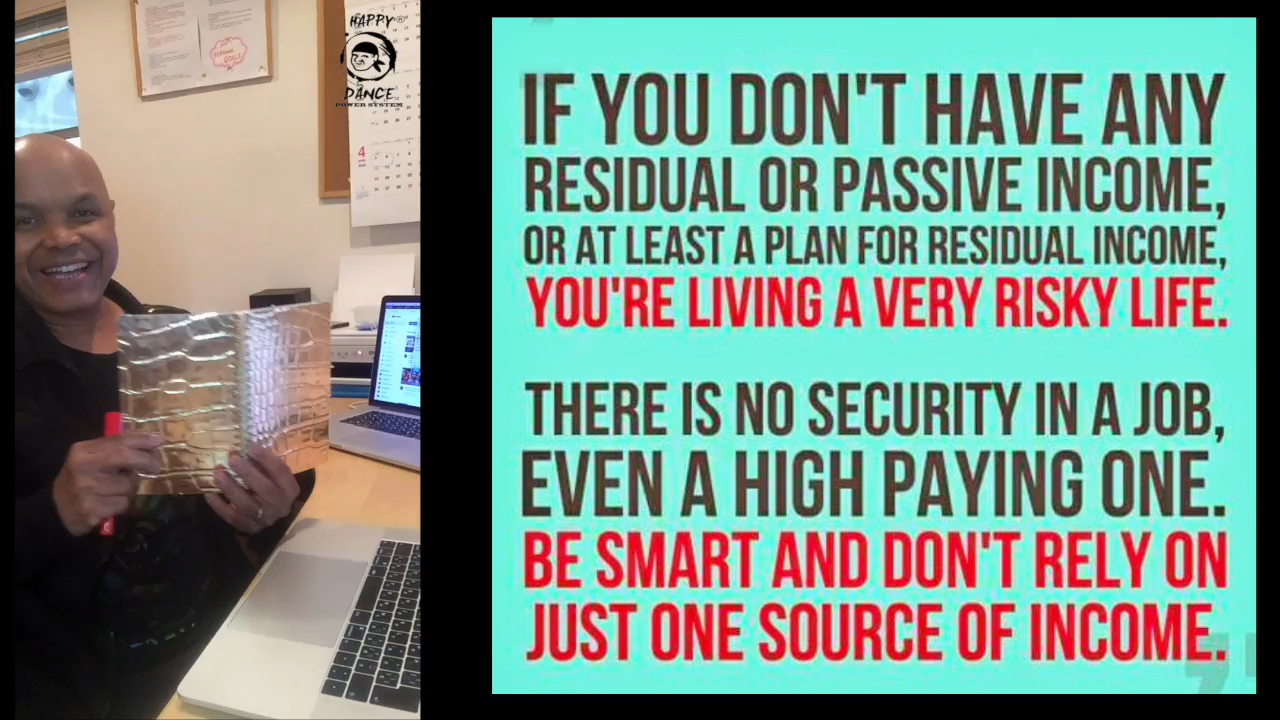 HAPPY
DANCE
POWER SYSTEM
GOALS
4
IF YOU DON'T HAVE ANY
RESIDUAL OR PASSIVE INCOME,
OR AT LEAST A PLAN FOR RESIDUAL INCOME,
YOU'RE LIVING A VERY RISKY LIFE.
THERE IS NO SECURITY IN A JOB,
EVEN A HIGH PAYING ONE.
BE SMART AND DON'T RELY ON
JUST ONE SOURCE OF INCOME.